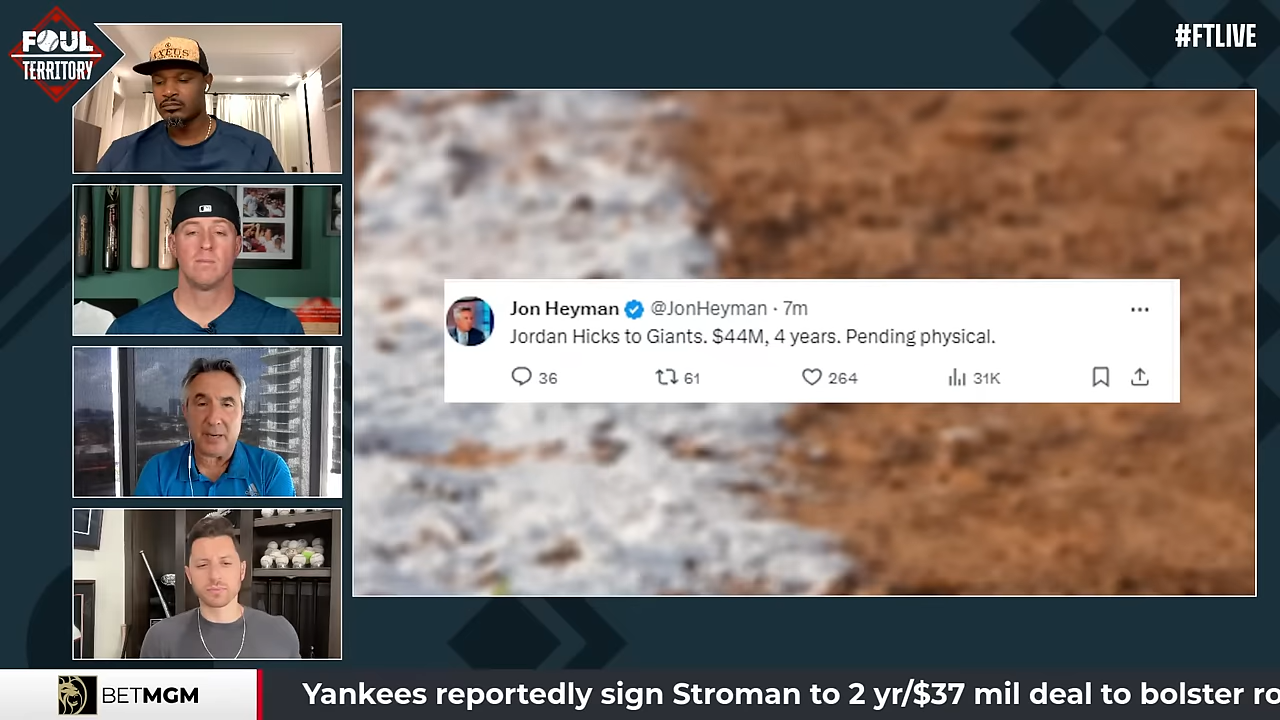 FOUL
TERRITORY
#FTLIVE
Jon Heyman @JonHeyman · 7m
Jordan Hicks to Giants. $44M, 4 years. Pending physical.
36 61 264 31K
BETMGM
Yankees reportedly sign Stroman to 2 yr/$37 mil deal to bolster ro